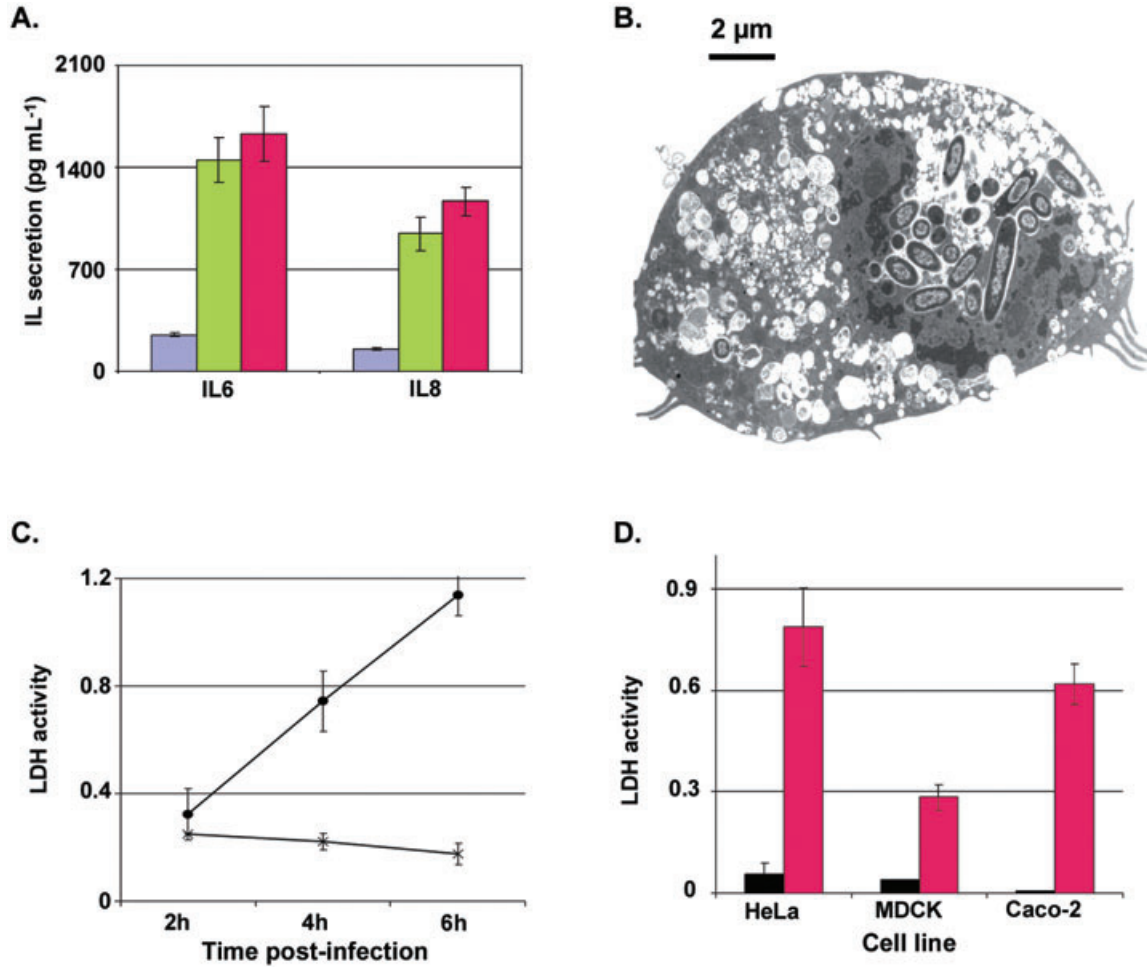 A.
IL secretion (pg mL-1)
2100
1400
700
0
IL6
IL8
B.
2 µm
C.
LDH activity
1.2
0.8
0.4
0
2h 4h 6h
Time post-infection
D.
LDH activity
0.9
0.6
0.3
0
HeLa MDCK Caco-2
Cell line